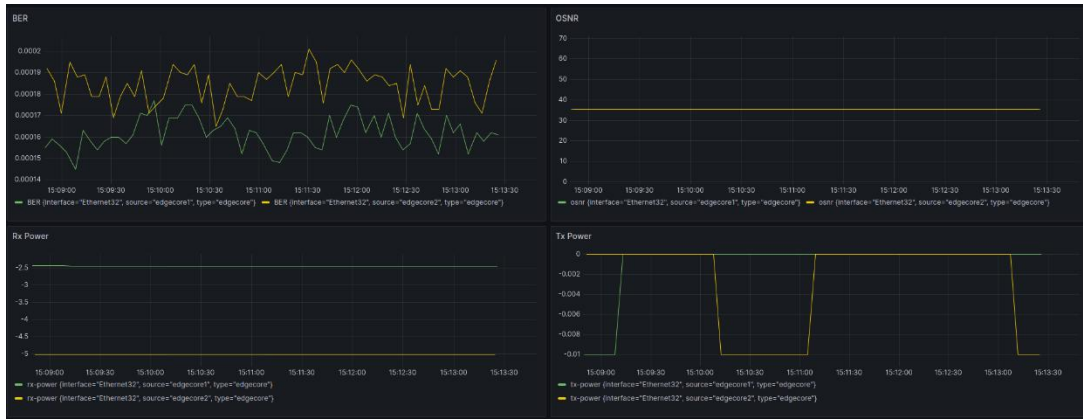 BER
0.0002
0.00019
0.00018
0.00017
0.00016
0.00015
0.00014
15:09:00 15:09:30 15:10:00 15:10:30 15:11:00 15:11:30 15:12:00 15:12:30 15:13:00 15:13:30
BER {interface="Ethernet32", source="edgecore1", type="edgecore"} BER {interface="Ethernet32", source="edgecore2", type="edgecore"}
OSNR
70
60
50
40
30
20
10
0
15:09:00 15:09:30 15:10:00 15:10:30 15:11:00 15:11:30 15:12:00 15:12:30 15:13:00 15:13:30
osnr {interface="Ethernet32", source="edgecore1", type="edgecore"} osnr {interface="Ethernet32", source="edgecore2", type="edgecore"}
Rx Power
-2.5
-3
-3.5
-4
-4.5
-5
15:09:00 15:09:30 15:10:00 15:10:30 15:11:00 15:11:30 15:12:00 15:12:30 15:13:00 15:13:30
rx-power {interface="Ethernet32", source="edgecore1", type="edgecore"}
rx-power {interface="Ethernet32", source="edgecore2", type="edgecore"}
Tx Power
0
-0.002
-0.004
-0.006
-0.008
-0.01
15:09:00 15:09:30 15:10:00 15:10:30 15:11:00 15:11:30 15:12:00 15:12:30 15:13:00 15:13:30
tx-power {interface="Ethernet32", source="edgecore1", type="edgecore"}
tx-power {interface="Ethernet32", source="edgecore2", type="edgecore"}